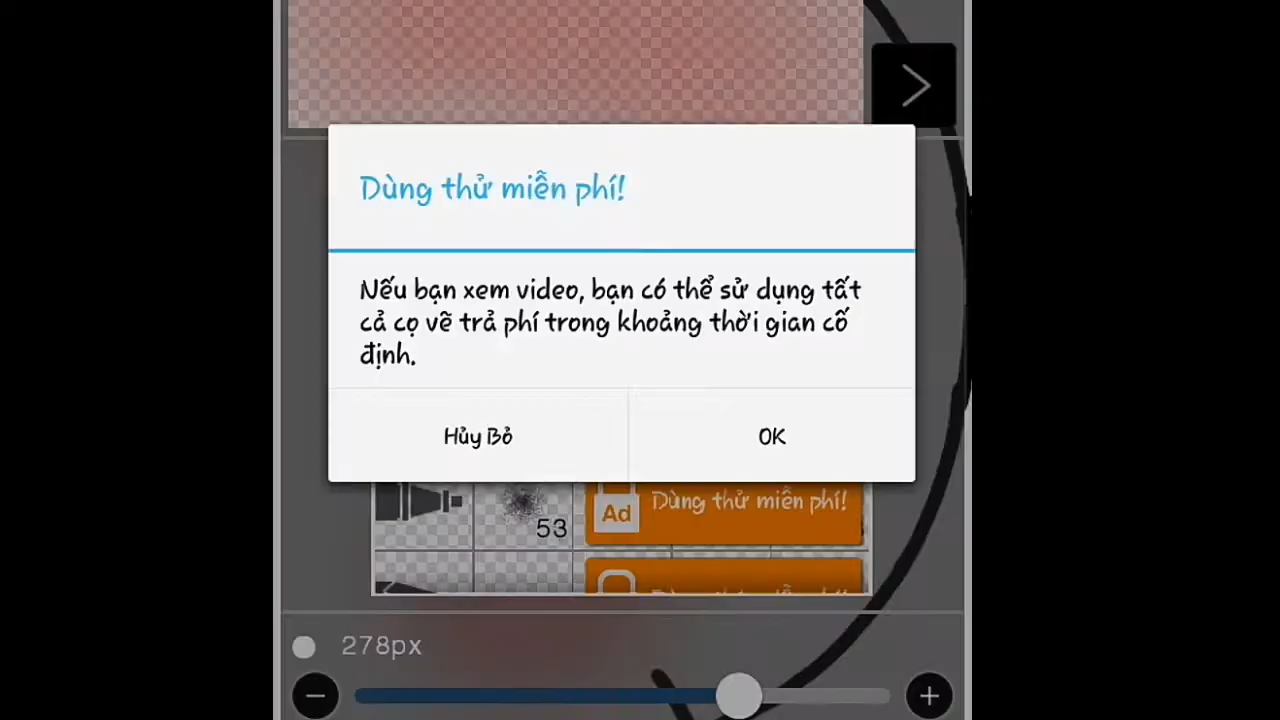 Dùng thử miễn phí!
Nếu bạn xem video, bạn có thể sử dụng tất
cả cọ vẽ trả phí trong khoảng thời gian cố
định.
Hủy Bỏ
OK
53
Ad
Dùng thử miễn phí!
278px